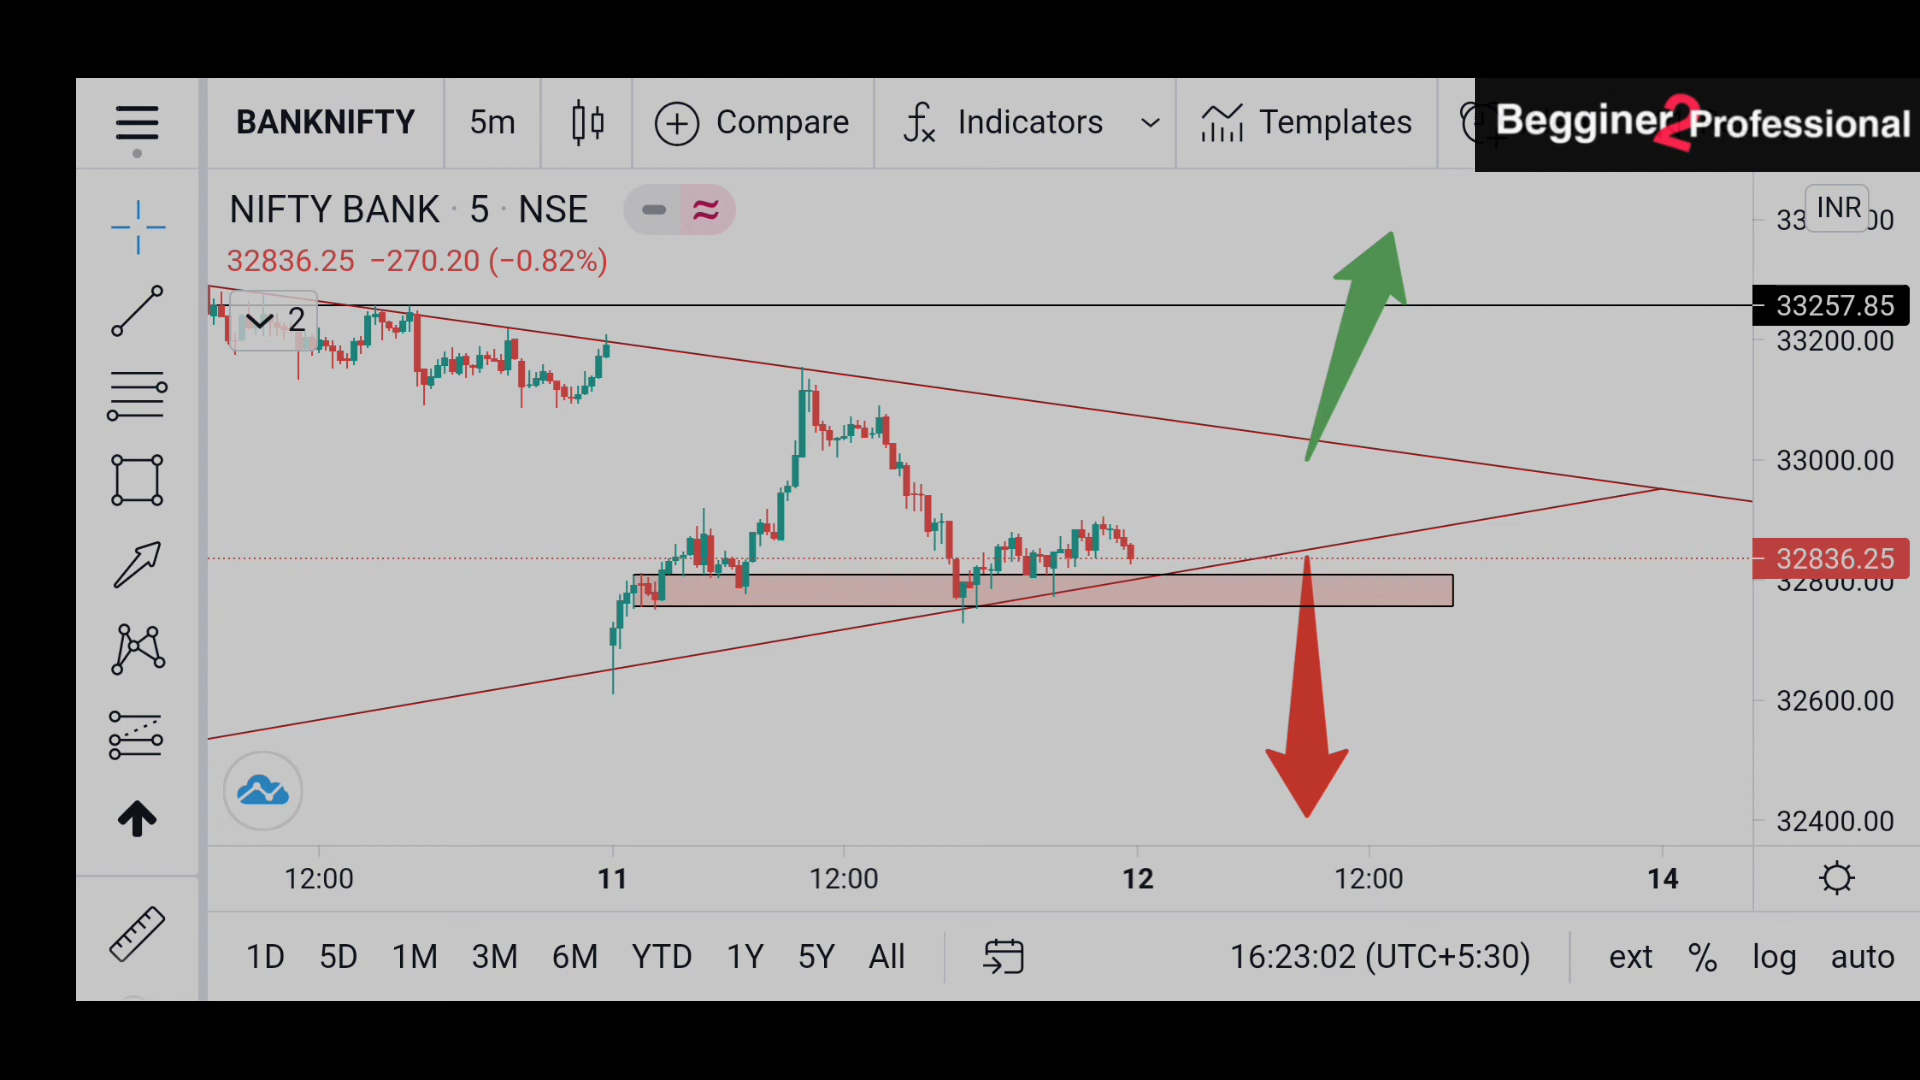 BANKNIFTY 5m Compare Indicators Templates Begginer2Professional
NIFTY BANK · 5 · NSE
INR
32836.25 −270.20 (−0.82%)
2
33257.85
33200.00
33000.00
32836.25
32800.00
32600.00
32400.00
12:00 11 12:00 12 12:00 14
1D 5D 1M 3M 6M YTD 1Y 5Y All 16:23:02 (UTC+5:30) ext % log auto